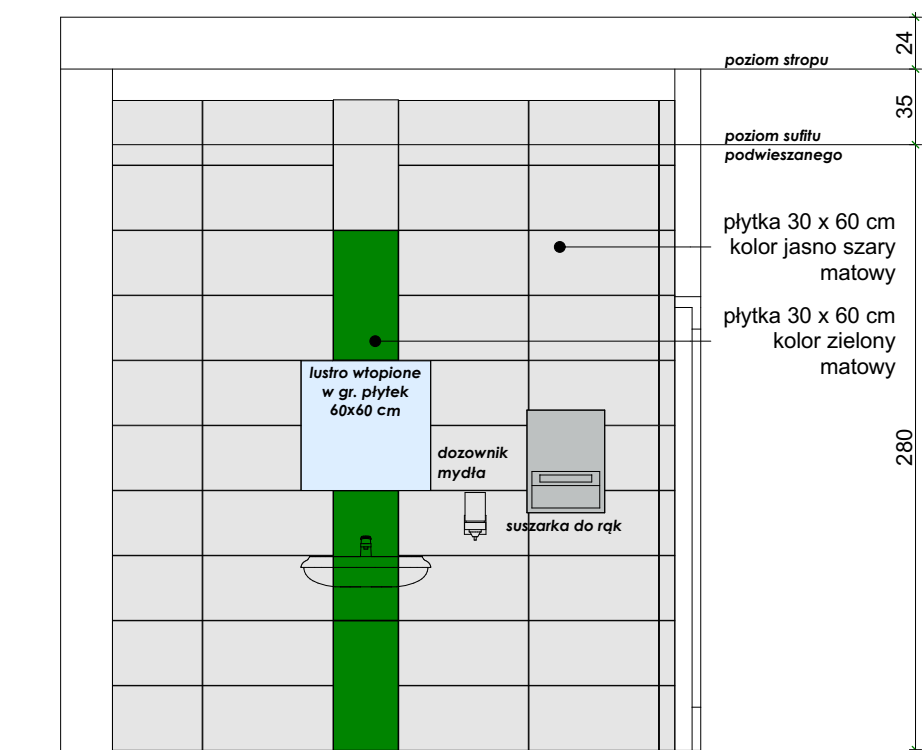 24
poziom stropu
35
poziom sufitu
podwieszanego
płytka 30 x 60 cm
kolor jasno szary
matowy
płytka 30 x 60 cm
kolor zielony
matowy
lustro wtopione
w gr. płytek
60x60 cm
dozownik
mydła
280
suszarka do rąk